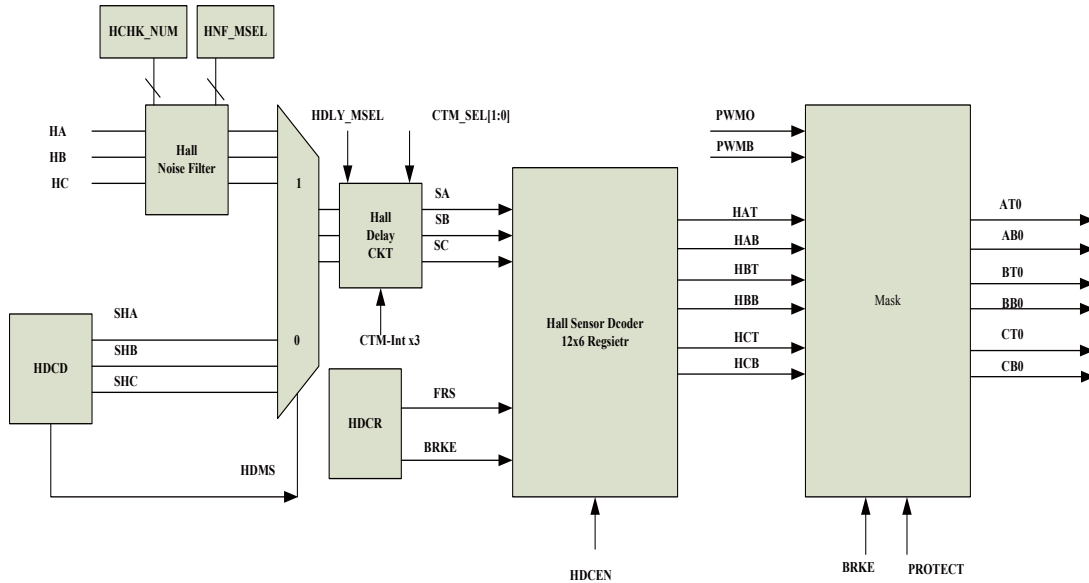 HCHK_NUM
HNF_MSEL
HA
HB
HC
Hall
Noise Filter
1
0
HDLY_MSEL
CTM_SEL[1:0]
Hall
Delay
CKT
CTM-Int x3
SA
SB
SC
HDCD
SHA
SHB
SHC
HDMS
HDCR
FRS
BRKE
Hall Sensor Dcoder
12x6 Regsietr
HDCEN
PWMO
PWMB
HAT
HAB
HBT
HBB
HCT
HCB
Mask
BRKE
PROTECT
AT0
AB0
BT0
BB0
CT0
CB0